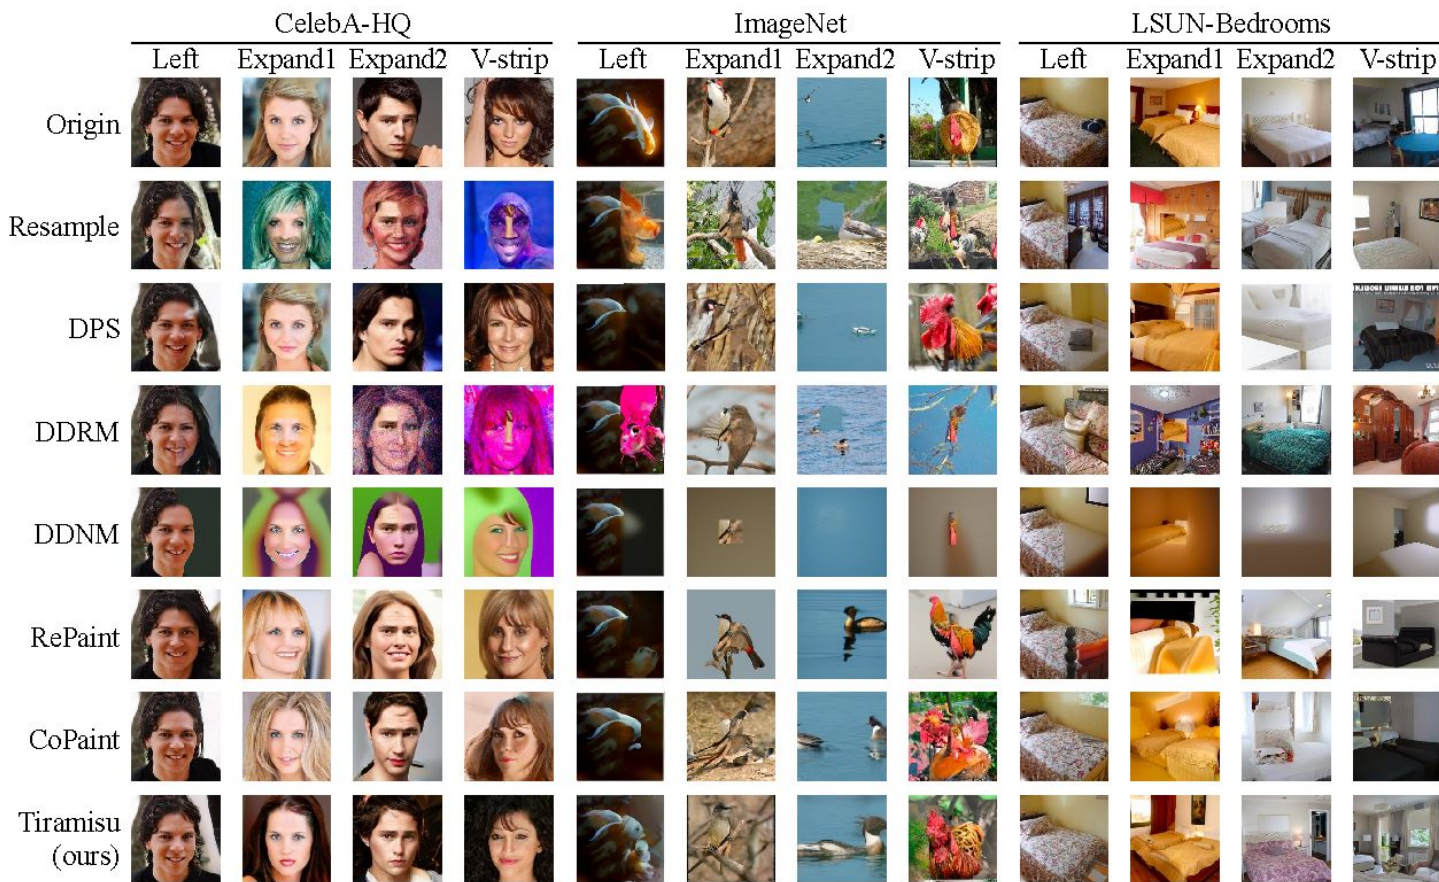 CelebA-HQ ImageNet LSUN-Bedrooms
Left Expand1 Expand2 V-strip Left Expand1 Expand2 V-strip Left Expand1 Expand2 V-strip
Origin
Resample
DPS
DDRM
DDNM
RePaint
CoPaint
Tiramisu
(ours)